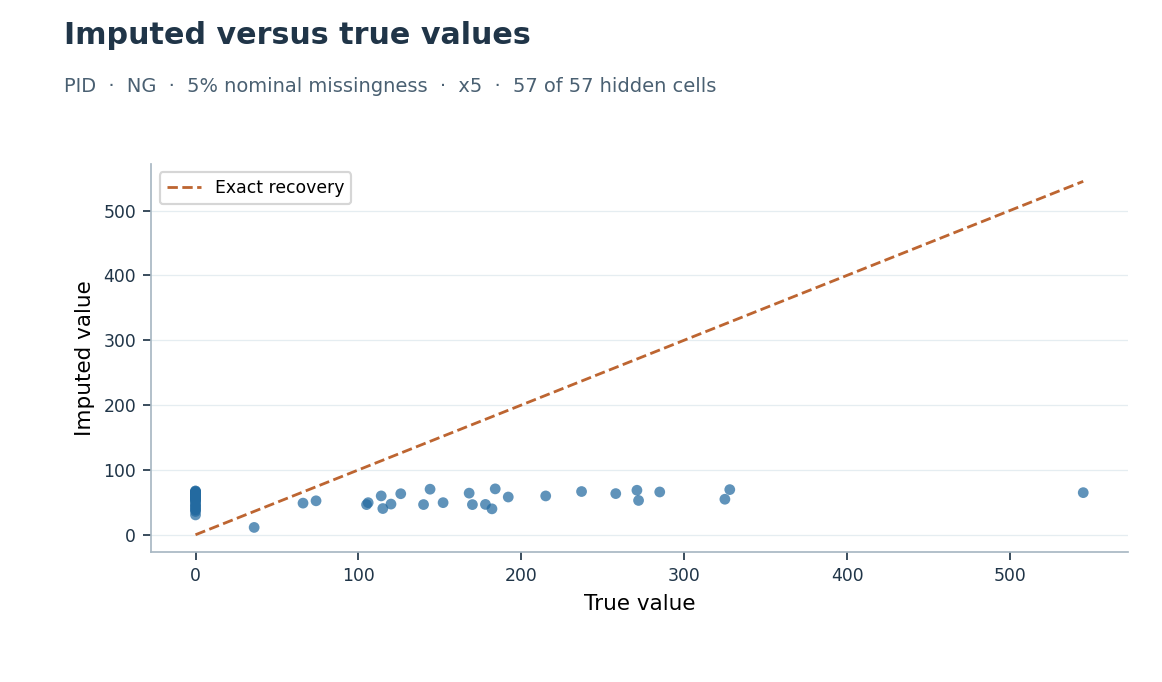 Imputed versus true values
PID · NG · 5% nominal missingness · x5 · 57 of 57 hidden cells
Exact recovery
500
400
300
200
100
0
Imputed value
0 100 200 300 400 500
True value